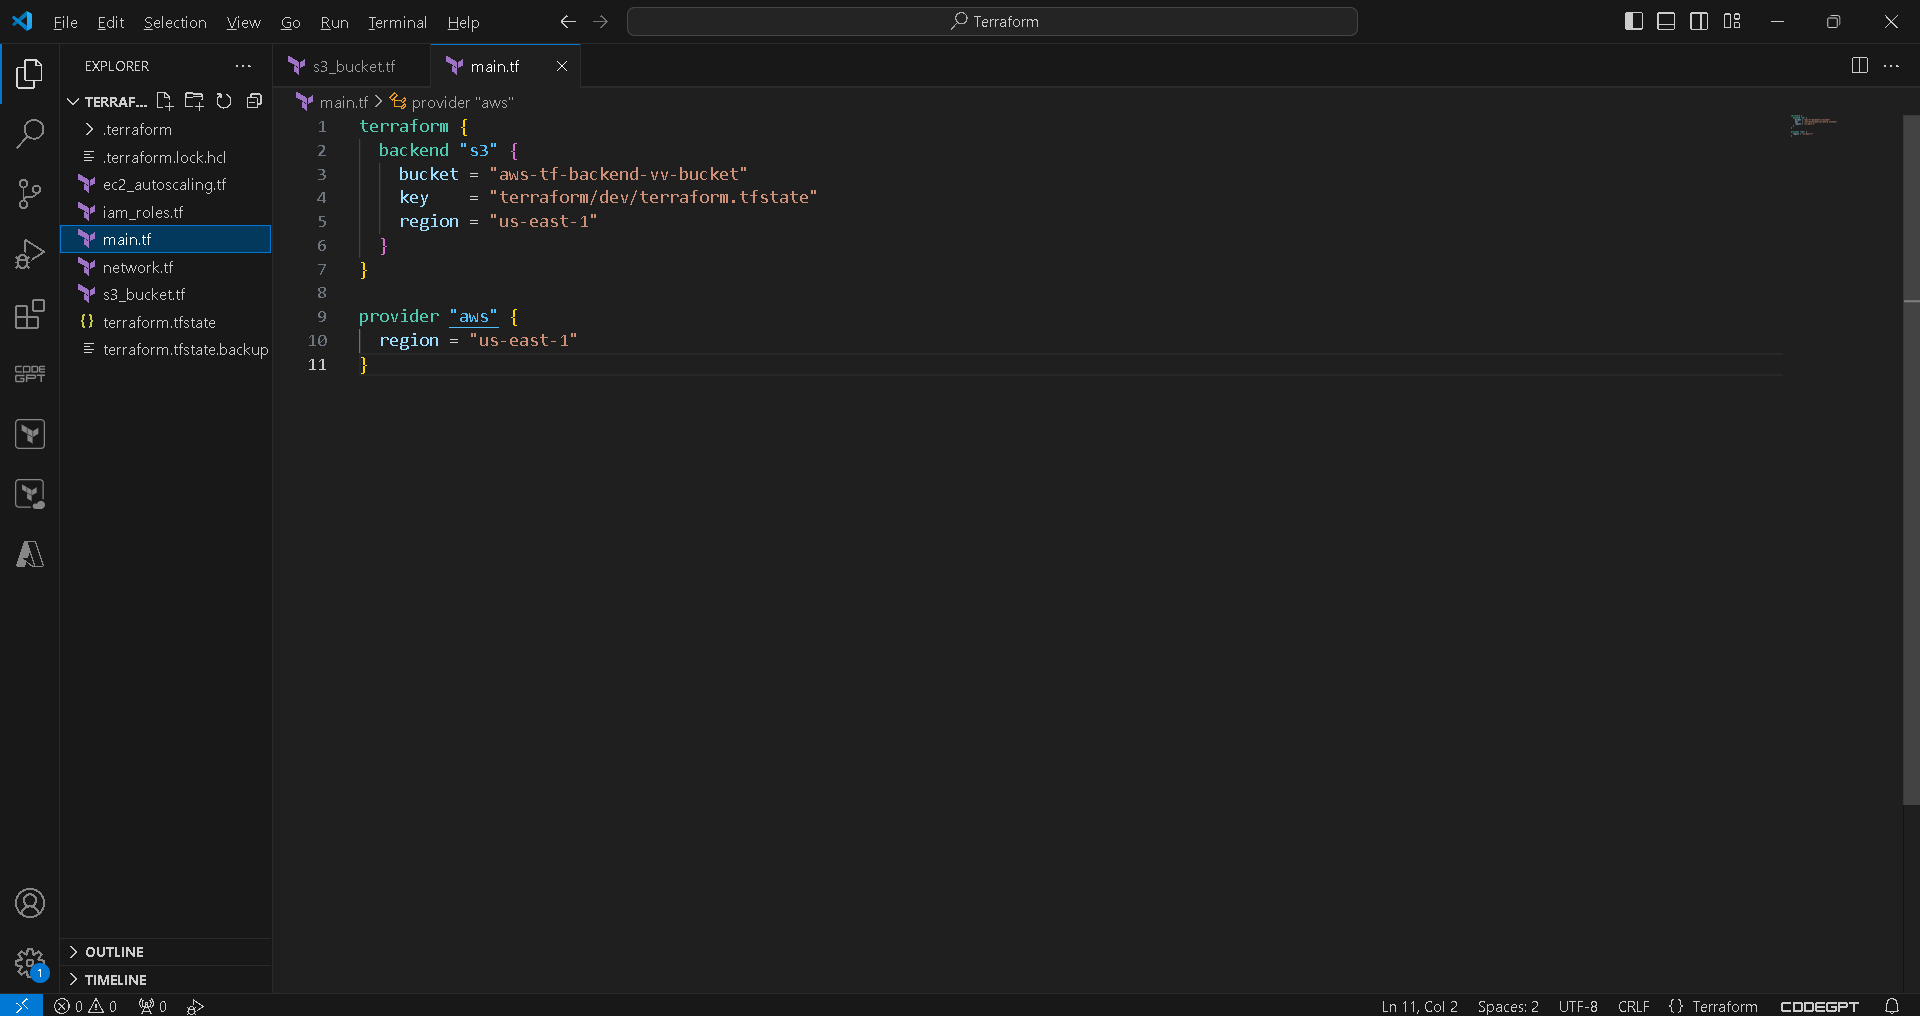 File Edit Selection View Go Run Terminal Help
Terraform
EXPLORER
TERRAF...
.terraform
.terraform.lock.hcl
ec2_autoscaling.tf
iam_roles.tf
main.tf
network.tf
s3_bucket.tf
terraform.tfstate
terraform.tfstate.backup
OUTLINE
TIMELINE
CODE
GPT
1
s3_bucket.tf main.tf
main.tf > provider "aws"
1 terraform {
2 backend "s3" {
3 bucket = "aws-tf-backend-vv-bucket"
4 key    = "terraform/dev/terraform.tfstate"
5 region = "us-east-1"
6 }
7 }
8
9 provider "aws" {
10 region = "us-east-1"
11 }
0 0 0
Ln 11, Col 2 Spaces: 2 UTF-8 CRLF {} Terraform CODEGPT